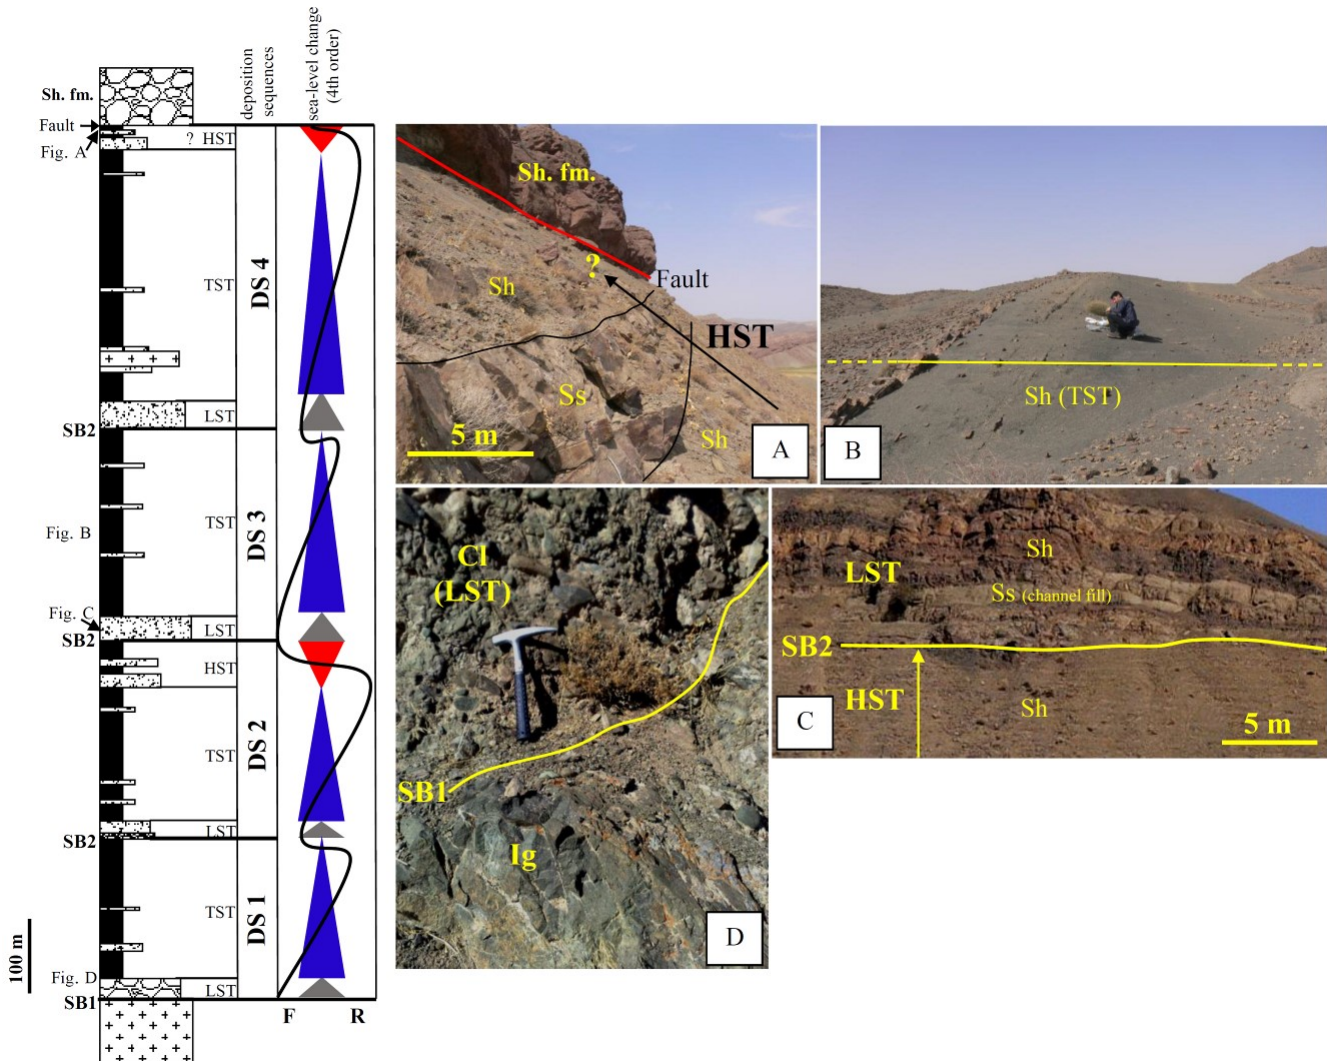 deposition
sequences
sea-level change
(4th order)
Sh. fm.
Fault
Fig. A
? HST
TST
DS 4
LST
SB2
TST
DS 3
Fig. B
Fig. C
LST
SB2
HST
TST
DS 2
LST
SB2
TST
DS 1
Fig. D
LST
SB1
100 m
F R
Sh. fm.
?
Fault
Sh
HST
Ss
Sh
5 m
A
Sh (TST)
B
Cl
(LST)
SB1
Ig
D
Sh
LST
Ss (channel fill)
SB2
HST
Sh
C
5 m